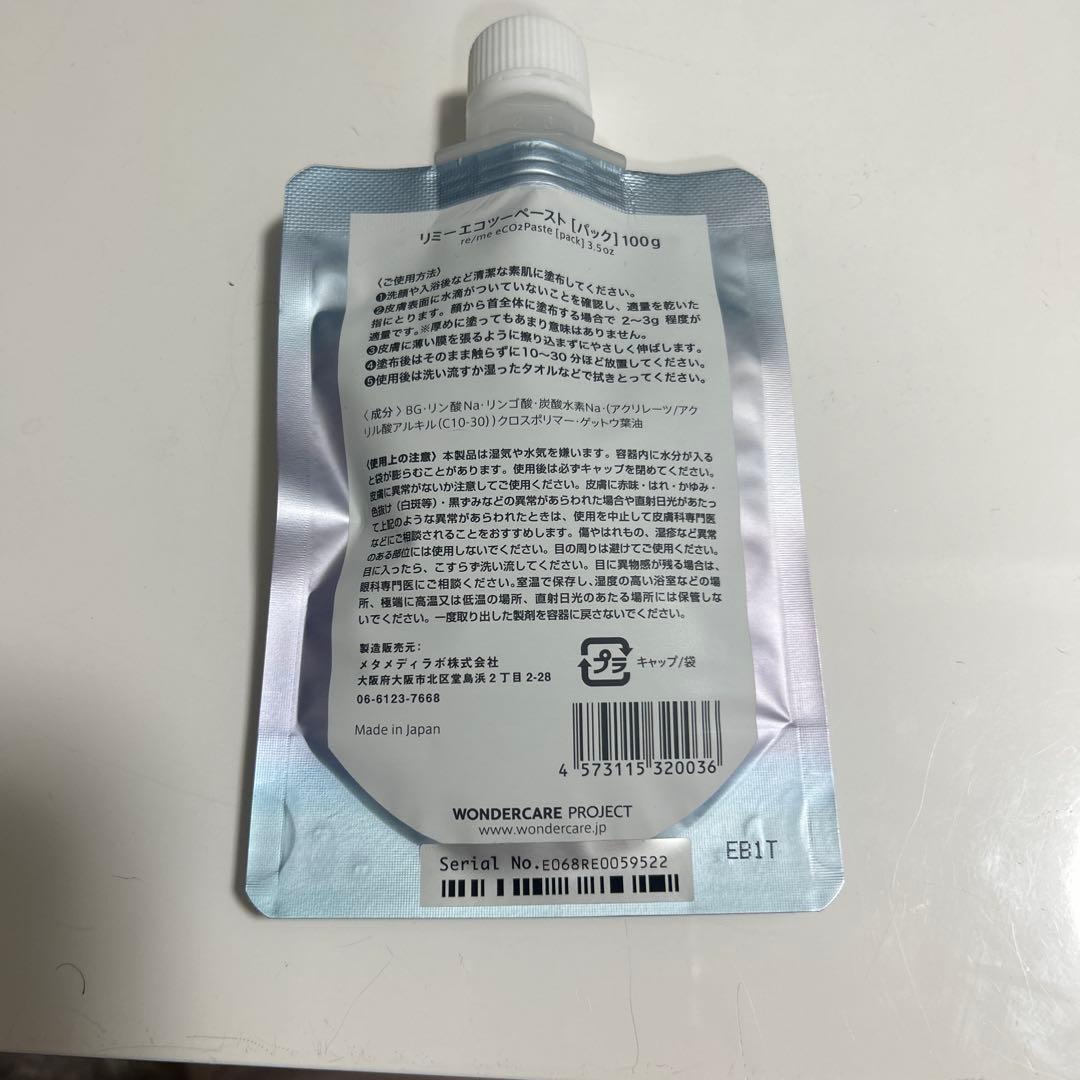 リミー エコツーペースト [パック] 100g
re/me eCO₂Paste [pack] 3.5oz
〈ご使用方法〉
❶洗顔や入浴後など清潔な素肌に塗布してください。
❷皮膚表面に水滴がついていないことを確認し、適量を乾いた
指にとります。顔から首全体に塗布する場合で 2〜3g 程度が
適量です。※厚めに塗ってもあまり意味はありません。
❸皮膚に薄い膜を張るように擦り込まずにやさしく伸ばします。
❹塗布後はそのまま触らずに10〜30 分ほど放置してください。
❺使用後は洗い流すか湿ったタオルなどで拭きとってください。
〈 成分 〉BG・リン酸Na・リンゴ酸・炭酸水素Na・(アクリレーツ/アク
リル酸アルキル(C10-30))クロスポリマー・ゲットウ葉油
〈使用上の注意〉本製品は湿気や水気を嫌います。容器内に水分が入る
と袋が膨らむことがあります。使用後は必ずキャップを閉めてください。
皮膚に異常がないか注意してご使用ください。皮膚に赤味・はれ・かゆみ・
色抜け(白斑等)・黒ずみなどの異常があらわれた場合や直射日光があたっ
て上記のような異常があらわれたときは、使用を中止して皮膚科専門医
などにご相談されることをおすすめします。傷やはれもの、湿疹など異常
のある部位には使用しないでください。目の周りは避けてご使用ください。
目に入ったら、こすらず洗い流してください。目に異物感が残る場合は、
眼科専門医にご相談ください。室温で保存し、湿度の高い浴室などの場
所、極端に高温又は低温の場所、直射日光のあたる場所には保管しな
いでください。一度取り出した製剤を容器に戻さないでください。
製造販売元:
メタメディラボ株式会社
大阪府大阪市北区堂島浜2丁目2-28
06-6123-7668
プラ
キャップ/袋
Made in Japan
4 573115 320036
WONDERCARE PROJECT
www.wondercare.jp
Serial No.E068RE0059522
EB1T